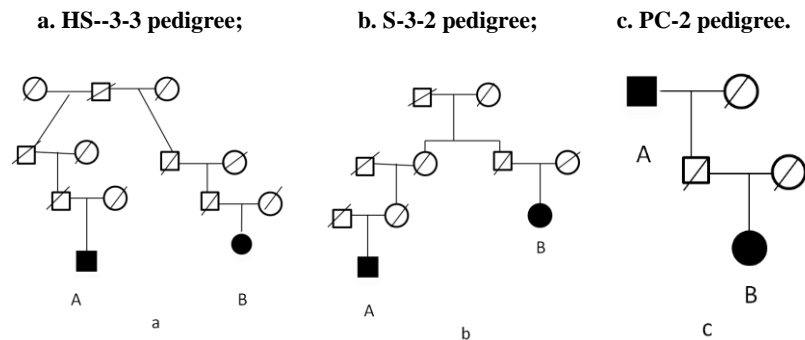 a. HS--3-3 pedigree; b. S-3-2 pedigree; c. PC-2 pedigree.
A
B
B
A B
B
a b c
A